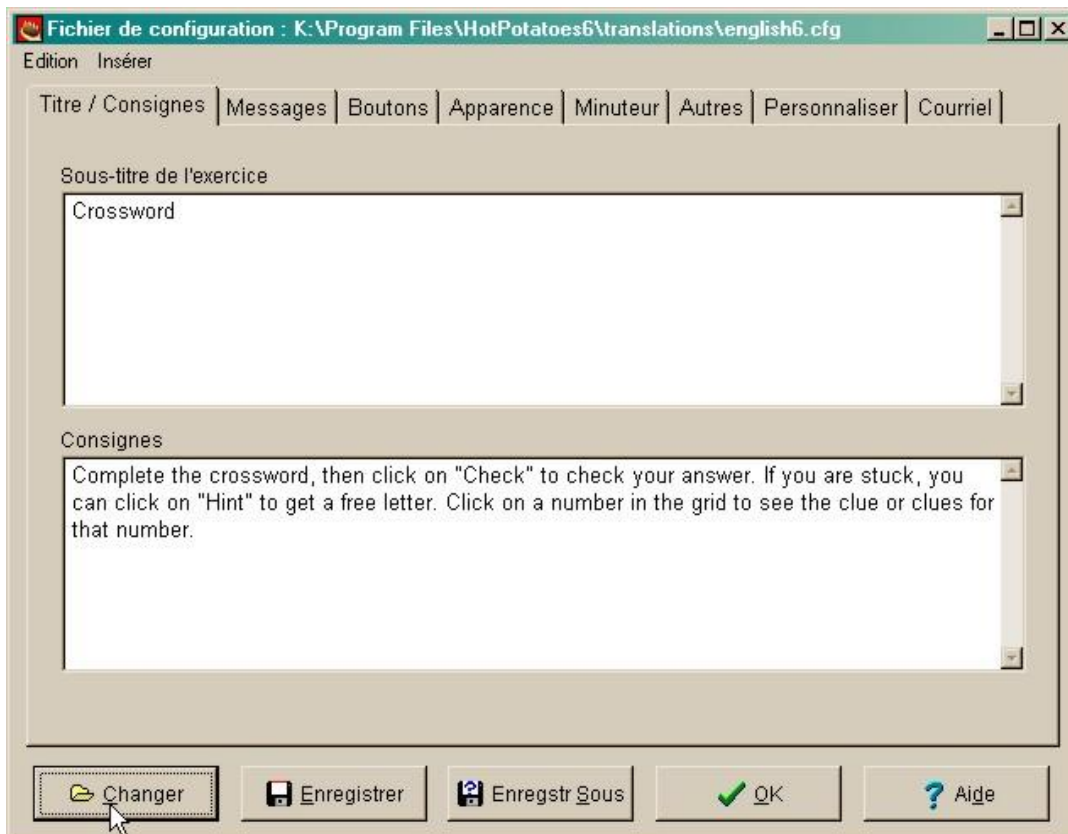 Fichier de configuration : K:\Program Files\HotPotatoes6\translations\english6.cfg
Edition Insérer
Titre / Consignes Messages Boutons Apparence Minuteur Autres Personnaliser Courriel
Sous-titre de l'exercice
Crossword
Consignes
Complete the crossword, then click on "Check" to check your answer. If you are stuck, you
can click on "Hint" to get a free letter. Click on a number in the grid to see the clue or clues for
that number.
Changer Enregistrer Enregstr Sous OK Aide